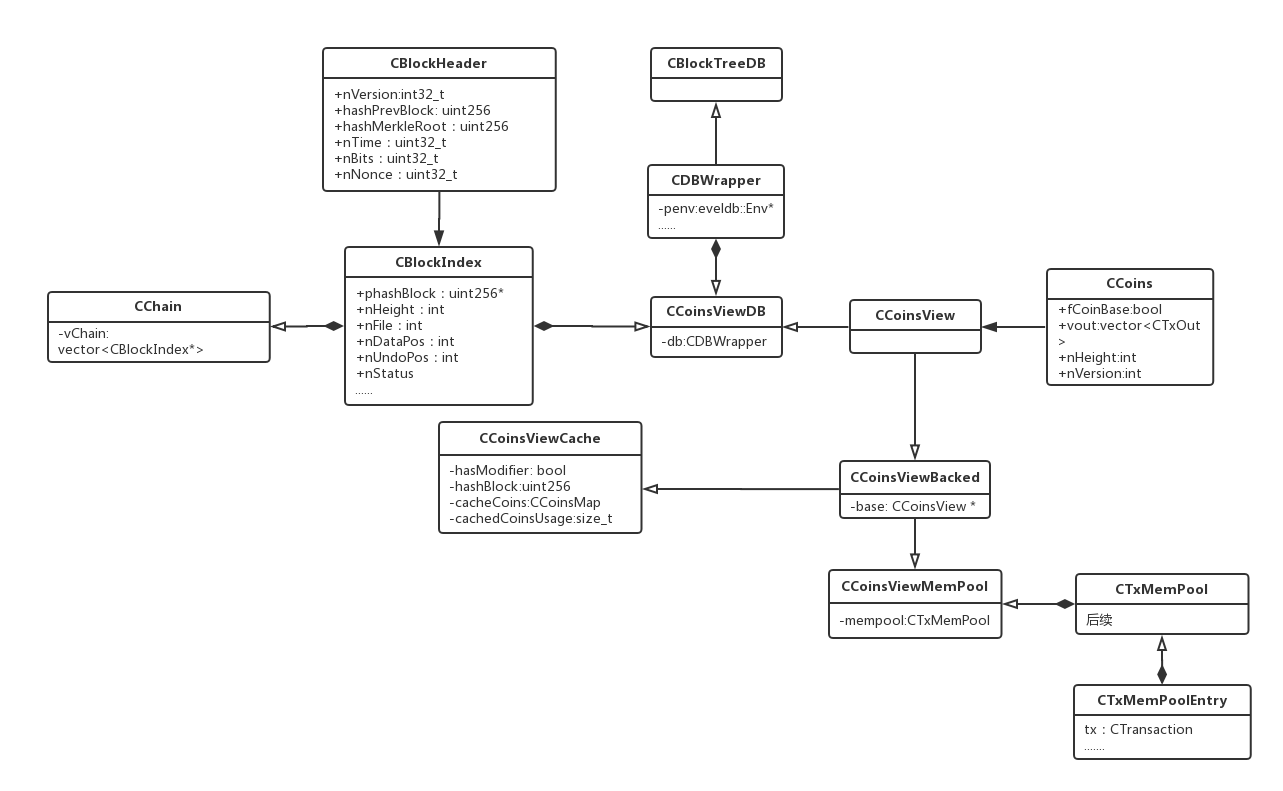 CBlockHeader
+nVersion:int32_t
+hashPrevBlock: uint256
+hashMerkleRoot : uint256
+nTime : uint32_t
+nBits : uint32_t
+nNonce : uint32_t
CBlockTreeDB
CDBWrapper
-penv:eveldb::Env*
......
CChain
-vChain:
vector<CBlockIndex*>
CBlockIndex
+phashBlock : uint256*
+nHeight : int
+nFile : int
+nDataPos : int
+nUndoPos : int
+nStatus
......
CCoinsViewDB
-db:CDBWrapper
CCoinsView
CCoins
+fCoinBase:bool
+vout:vector<CTxOut
>
+nHeight:int
+nVersion:int
CCoinsViewCache
-hasModifier: bool
-hashBlock:uint256
-cacheCoins:CCoinsMap
-cachedCoinsUsage:size_t
CCoinsViewBacked
-base: CCoinsView *
CCoinsViewMemPool
-mempool:CTxMemPool
CTxMemPool
后续
CTxMemPoolEntry
tx : CTransaction
.......